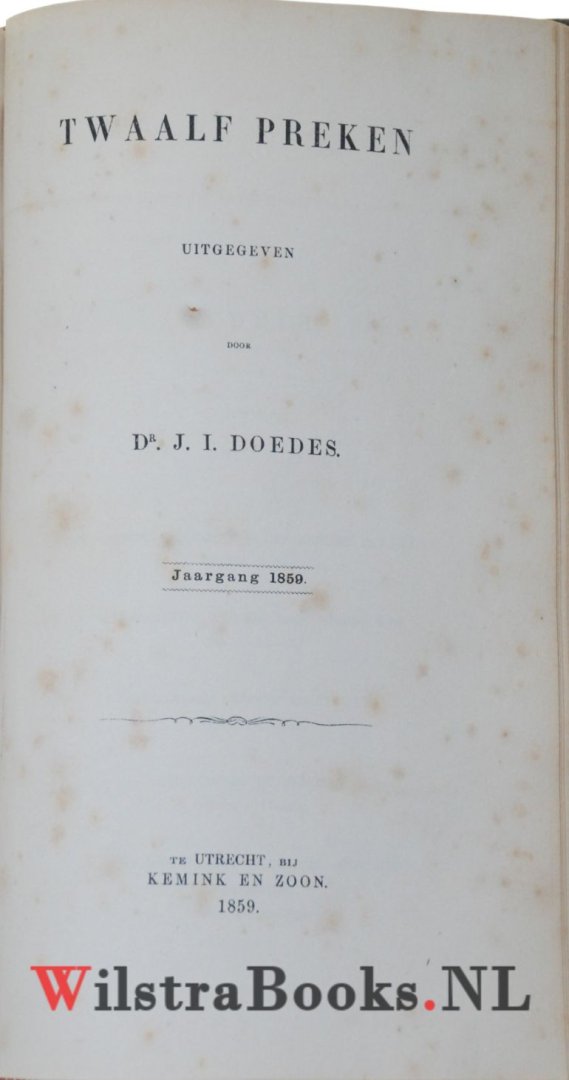 TWAALF PREKEN
UITGEGEVEN
DOOR
DR. J. I. DOEDES.
Jaargang 1859.
TE UTRECHT, BIJ
KEMINK EN ZOON.
1859.
WilstraBooks.NL